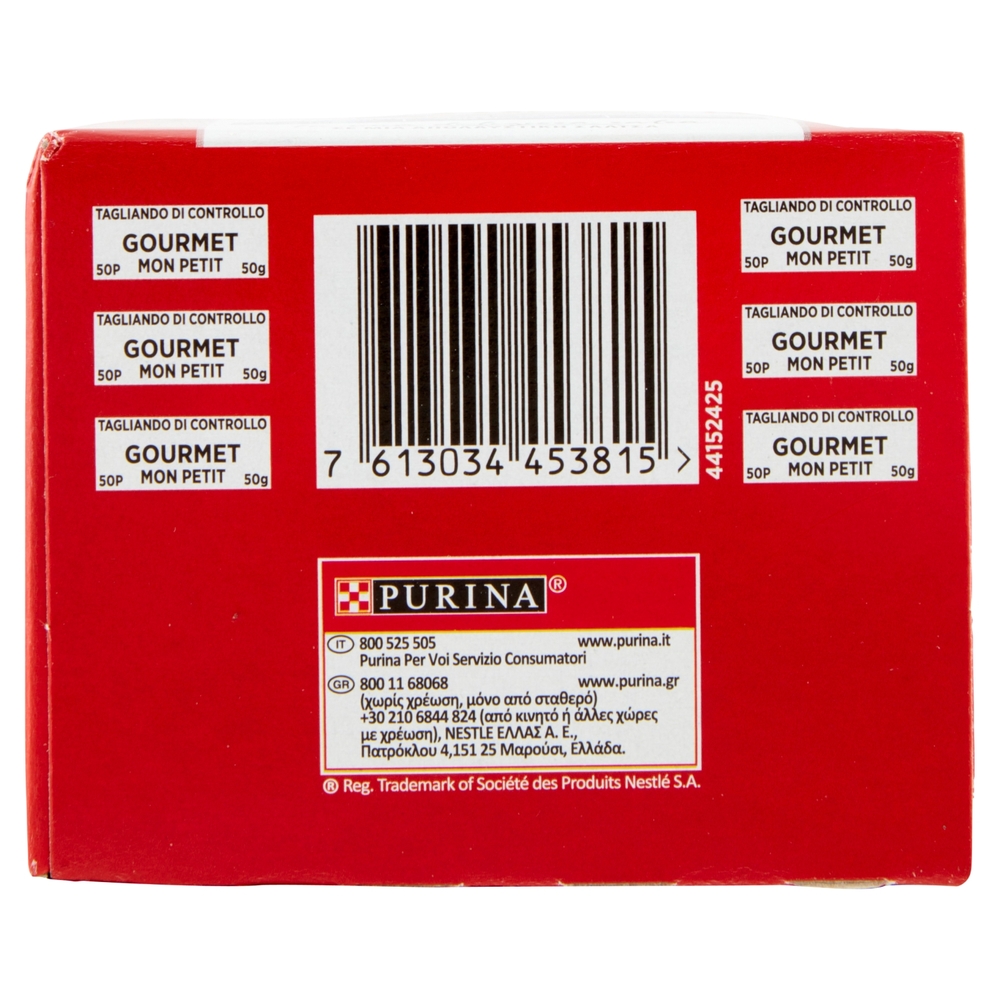 TAGLIANDO DI CONTROLLO
GOURMET
50P MON PETIT 50g
TAGLIANDO DI CONTROLLO
GOURMET
50P MON PETIT 50g
TAGLIANDO DI CONTROLLO
GOURMET
50P MON PETIT 50g
7 613034 453815 >
44152425
TAGLIANDO DI CONTROLLO
GOURMET
50P MON PETIT 50g
TAGLIANDO DI CONTROLLO
GOURMET
50P MON PETIT 50g
TAGLIANDO DI CONTROLLO
GOURMET
50P MON PETIT 50g
PURINA®
IT 800 525 505 www.purina.it
Purina Per Voi Servizio Consumatori
GR 800 11 68068 www.purina.gr
(χωρίς χρέωση, μόνο από σταθερό)
+30 210 6844 824 (από κινητό ή άλλες χώρες
με χρέωση), NESTLE ΕΛΛΑΣ Α. Ε.,
Πατρόκλου 4,151 25 Μαρούσι, Ελλάδα.
® Reg. Trademark of Société des Produits Nestlé S.A.